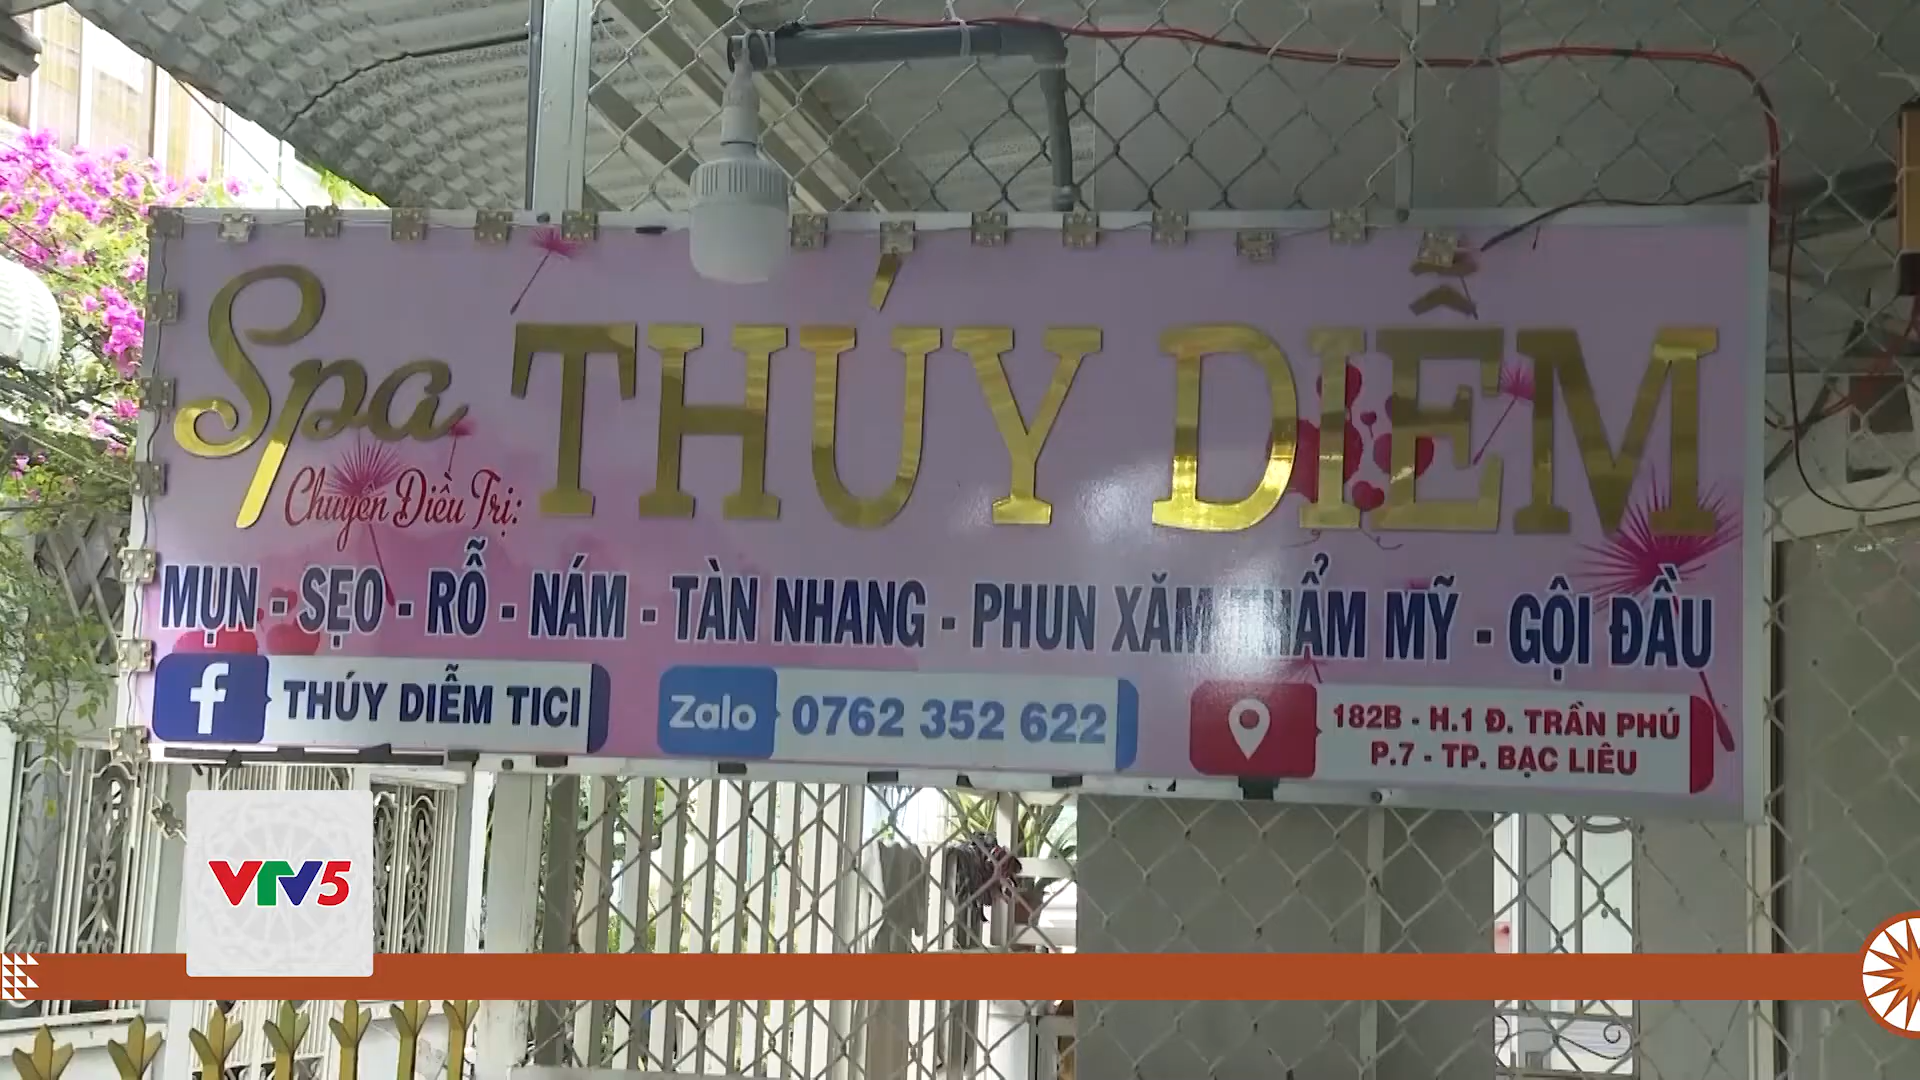 Spa THÚY DIỄM
Chuyên Điều Trị:
MỤN - SẸO - RỖ - NÁM - TÀN NHANG - PHUN XĂM THẨM MỸ - GỘI ĐẦU
f THÚY DIỄM TICI
Zalo 0762 352 622
182B - H.1 Đ. TRẦN PHÚ
P.7 - TP. BẠC LIÊU
VTV5